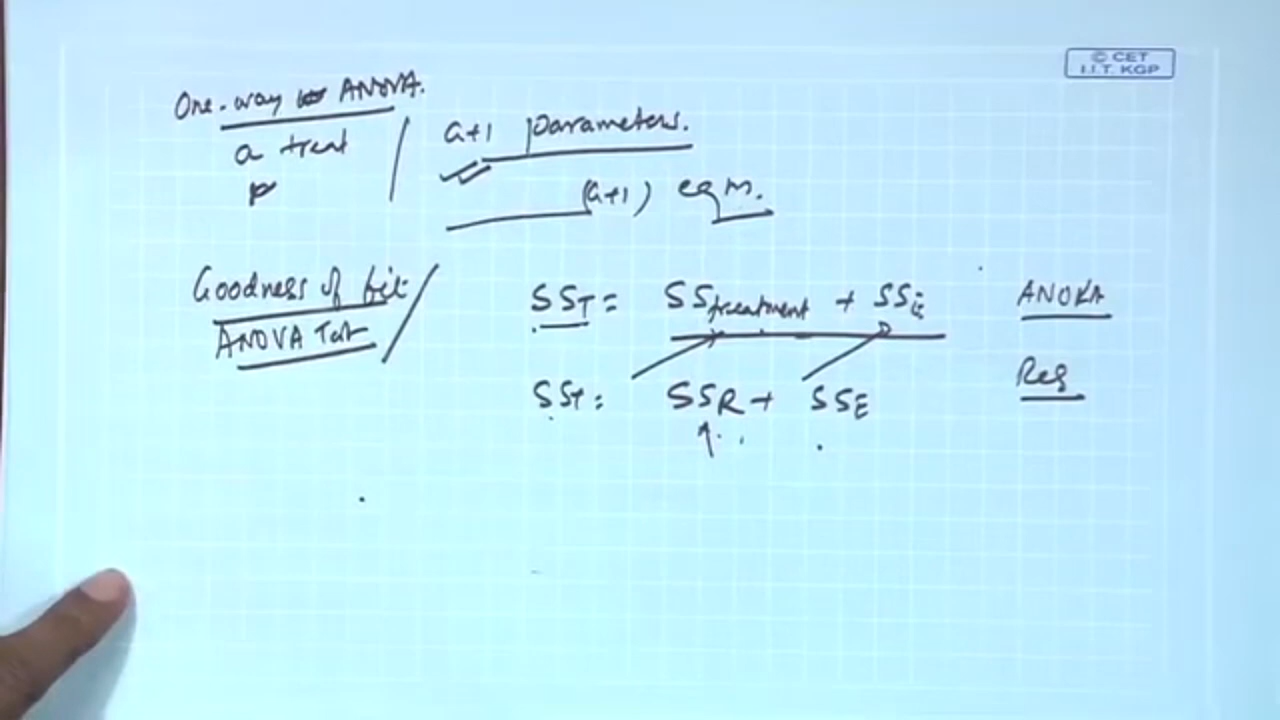 © CET
I.I.T. KGP
One-way ANOVA.
a treat
a+1 parameters.
(a+1) eqn.
Goodness of fit
ANOVA Test
SST = SStreatment + SSE
ANOVA
SST = SSR + SSE
Reg